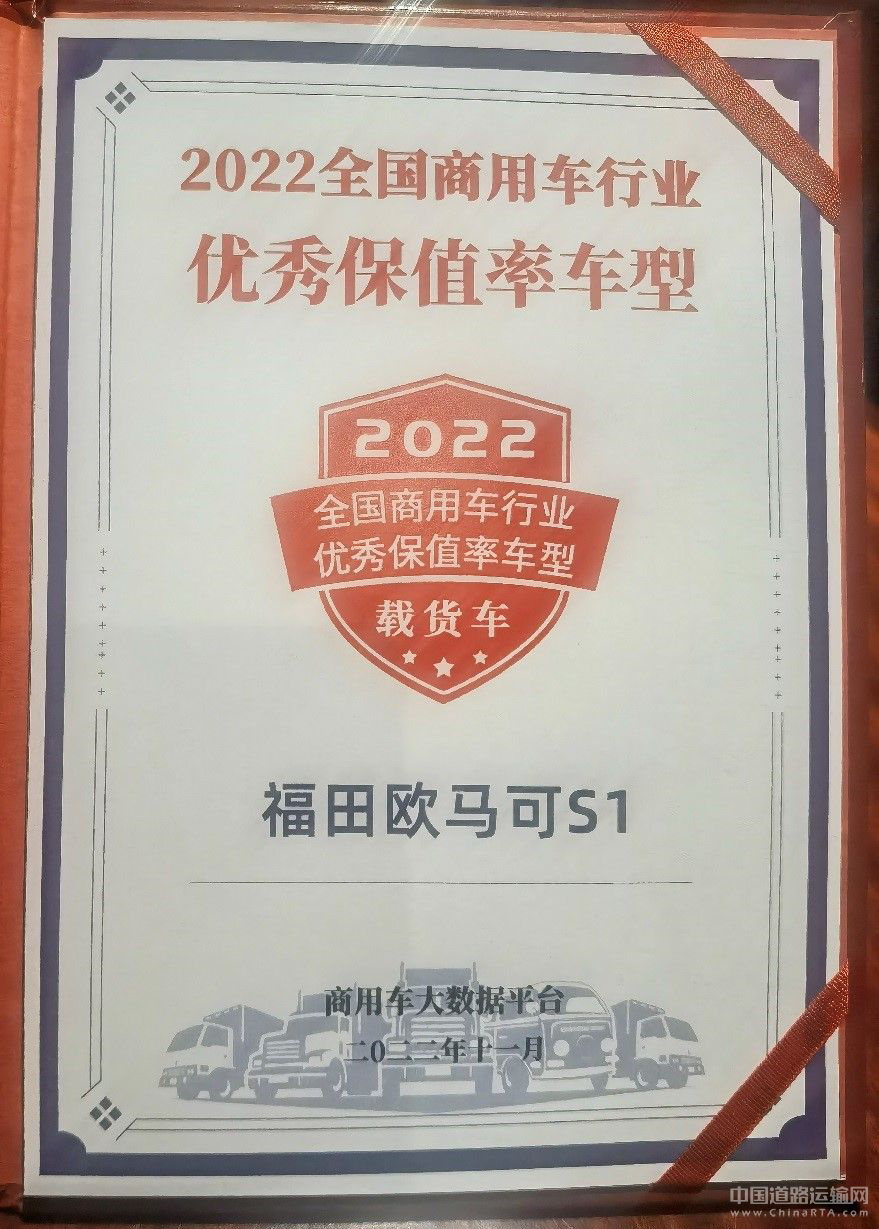 2022全国商用车行业
优秀保值率车型
2022
全国商用车行业
优秀保值率车型
载货车
福田欧马可S1
商用车大数据平台
二〇二二年十一月
中国道路运输网
www.ChinaRTA.com